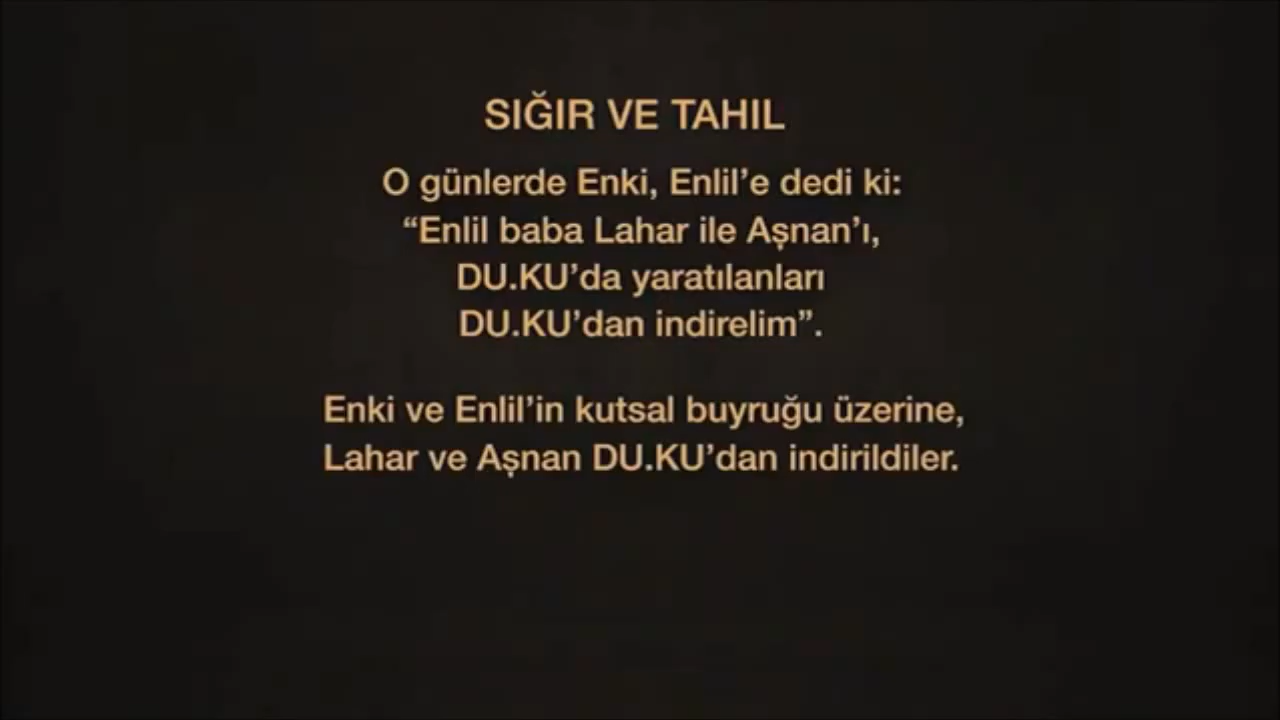 SIĞIR VE TAHIL
O günlerde Enki, Enlil’e dedi ki:
“Enlil baba Lahar ile Aşnan’ı,
DU.KU’da yaratılanları
DU.KU’dan indirelim”.
Enki ve Enlil’in kutsal buyruğu üzerine,
Lahar ve Aşnan DU.KU’dan indirildiler.